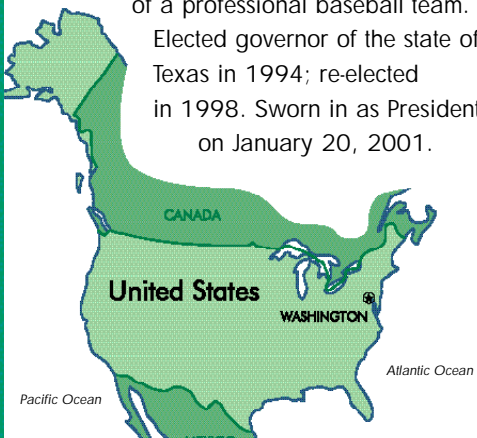 of a professional baseball team.
Elected governor of the state of
Texas in 1994; re-elected
in 1998. Sworn in as President
on January 20, 2001.
CANADA
United States
WASHINGTON
Atlantic Ocean
Pacific Ocean
MEXICO